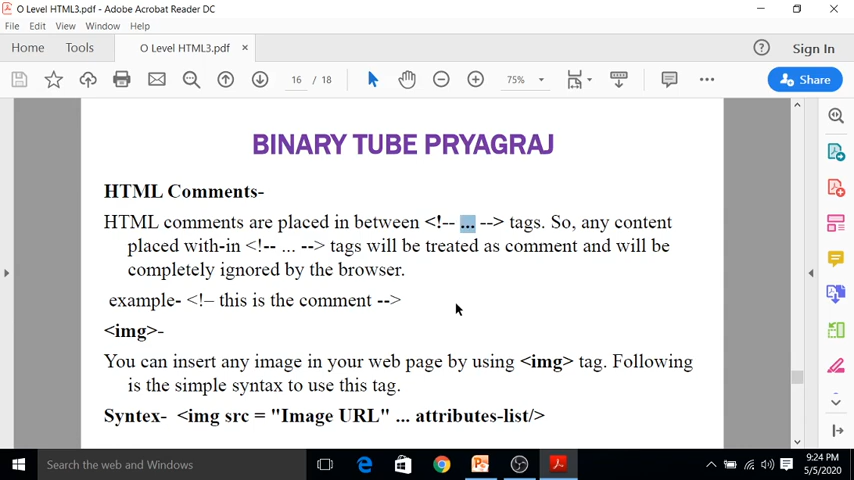 O Level HTML3.pdf - Adobe Acrobat Reader DC
File Edit View Window Help
Home Tools O Level HTML3.pdf × Sign In
16 / 18 75% Share
BINARY TUBE PRYAGRAJ
HTML Comments-
HTML comments are placed in between <!-- ... --> tags. So, any content
placed with-in <!-- ... --> tags will be treated as comment and will be
completely ignored by the browser.
example- <!– this is the comment -->
<img>-
You can insert any image in your web page by using <img> tag. Following
is the simple syntax to use this tag.
Syntex- <img src = "Image URL" ... attributes-list/>
Search the web and Windows
9:24 PM
5/5/2020